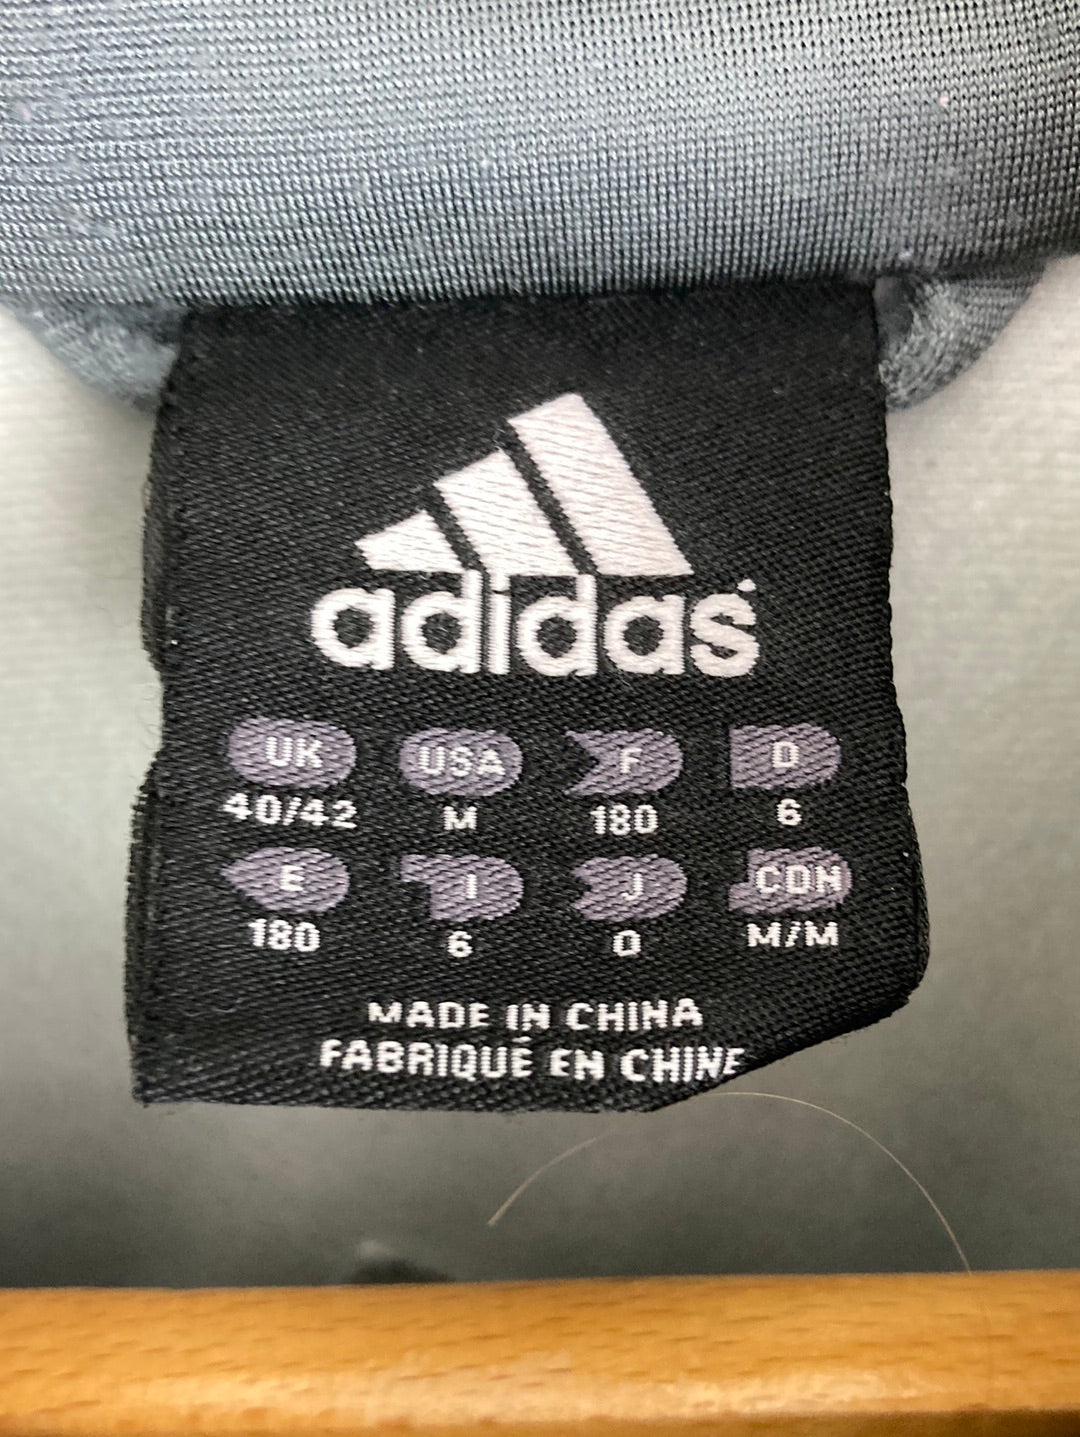 adidas
UK USA F D
40/42 M 180 6
E I J CDN
180 6 O M/M
MADE IN CHINA
FABRIQUÉ EN CHINE